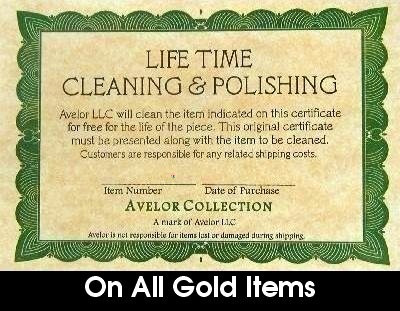 LIFE TIME
CLEANING & POLISHING
Avelor LLC will clean the item indicated on this certificate
for free for the life of the piece. This original certificate
must be presented along with the item to be cleaned.
Customers are responsible for any related shipping costs.
Item Number Date of Purchase
AVELOR COLLECTION
A mark of Avelor LLC
Avelor is not responsible for items lost or damaged during shipping.
On All Gold Items